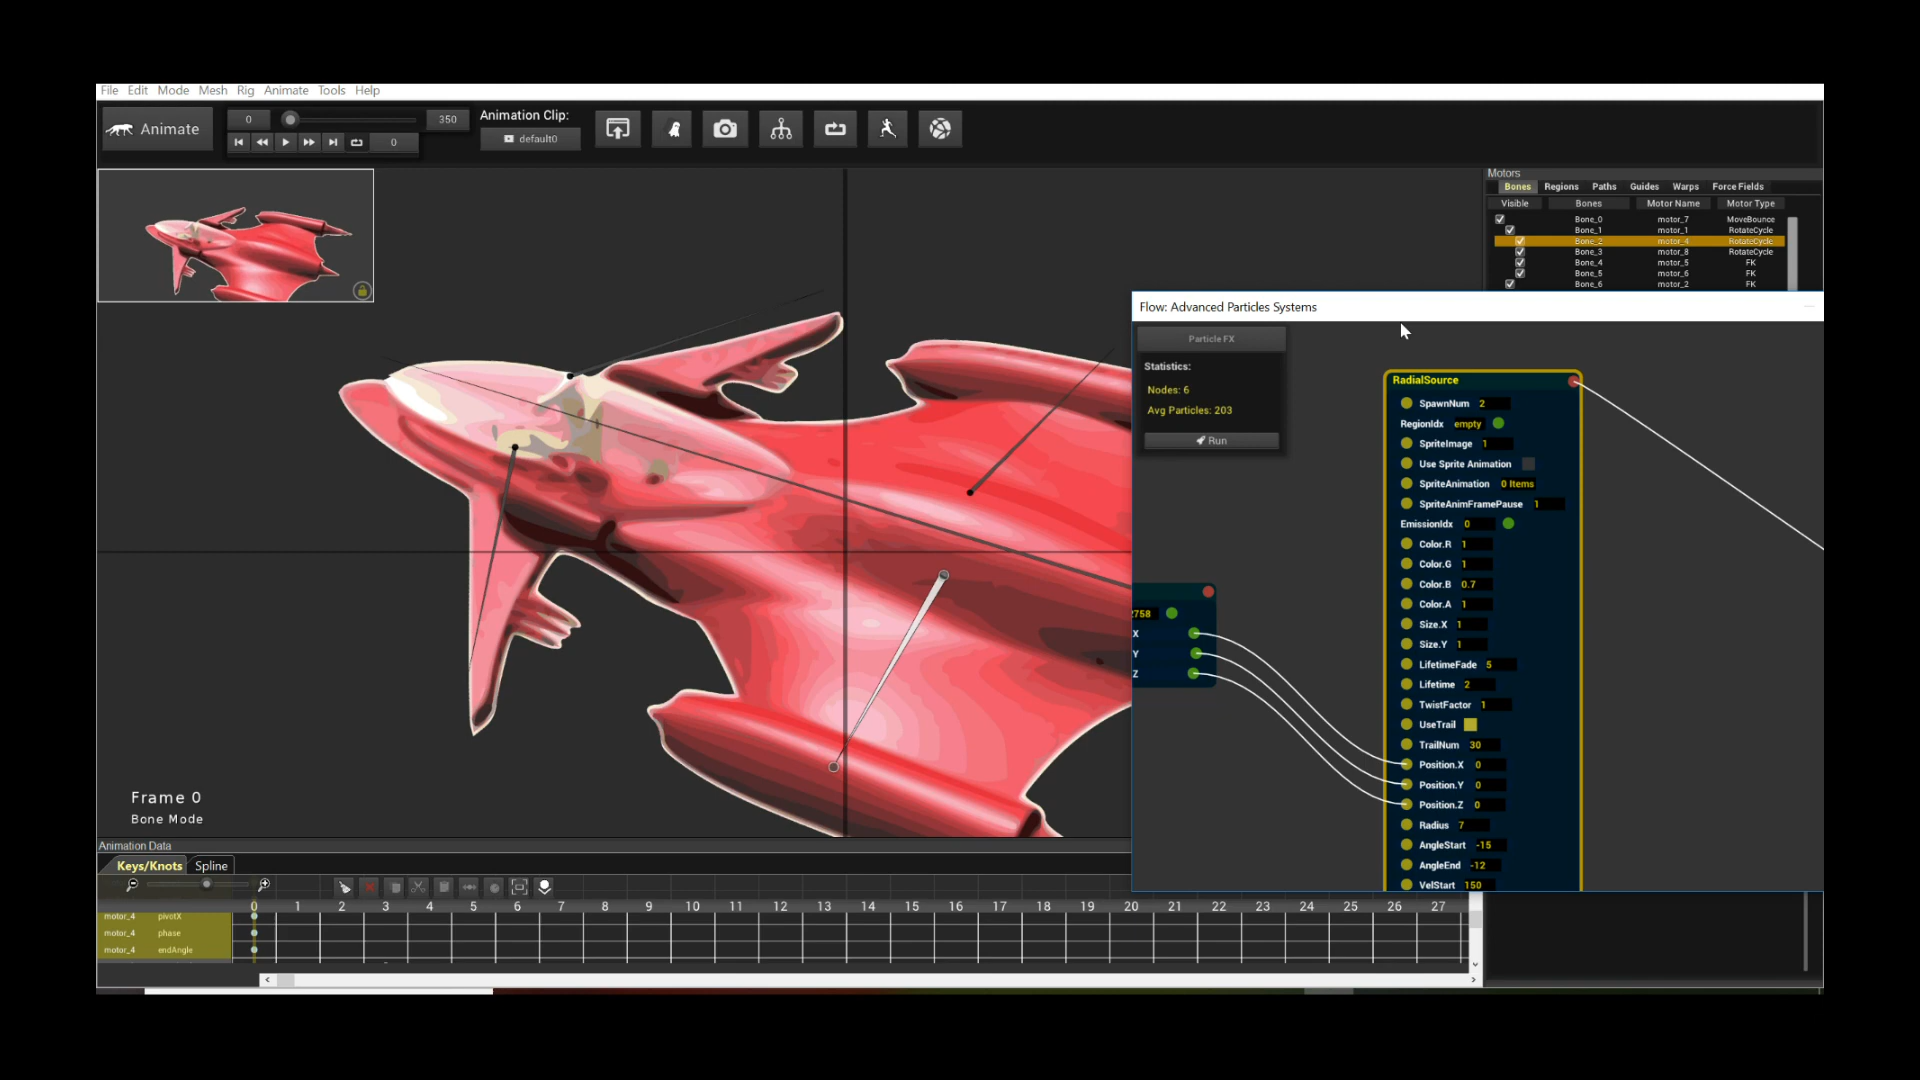 File Edit Mode Mesh Rig Animate Tools Help
Animate
0
350
0
Animation Clip:
default0
Motors
Bones Regions Paths Guides Warps Force Fields
Visible Bones Motor Name Motor Type
Bone_0 motor_7 MoveBounce
Bone_1 motor_1 RotateCycle
Bone_2 motor_4 RotateCycle
Bone_3 motor_8 RotateCycle
Bone_4 motor_5 FK
Bone_5 motor_6 FK
Bone_6 motor_2 FK
Flow: Advanced Particles Systems
Particle FX
Statistics:
Nodes: 6
Avg Particles: 203
Run
2758
X
Y
Z
RadialSource
SpawnNum 2
RegionIdx empty
SpriteImage 1
Use Sprite Animation
SpriteAnimation 0 Items
SpriteAnimFramePause 1
EmissionIdx 0
Color.R 1
Color.G 1
Color.B 0.7
Color.A 1
Size.X 1
Size.Y 1
LifetimeFade 5
Lifetime 2
TwistFactor 1
UseTrail
TrailNum 30
Position.X 0
Position.Y 0
Position.Z 0
Radius 7
AngleStart -15
AngleEnd -12
VelStart 150
Frame 0
Bone Mode
Animation Data
Keys/Knots Spline
0 1 2 3 4 5 6 7 8 9 10 11 12 13 14 15 16 17 18 19 20 21 22 23 24 25 26 27
motor_4 pivotX
motor_4 phase
motor_4 endAngle